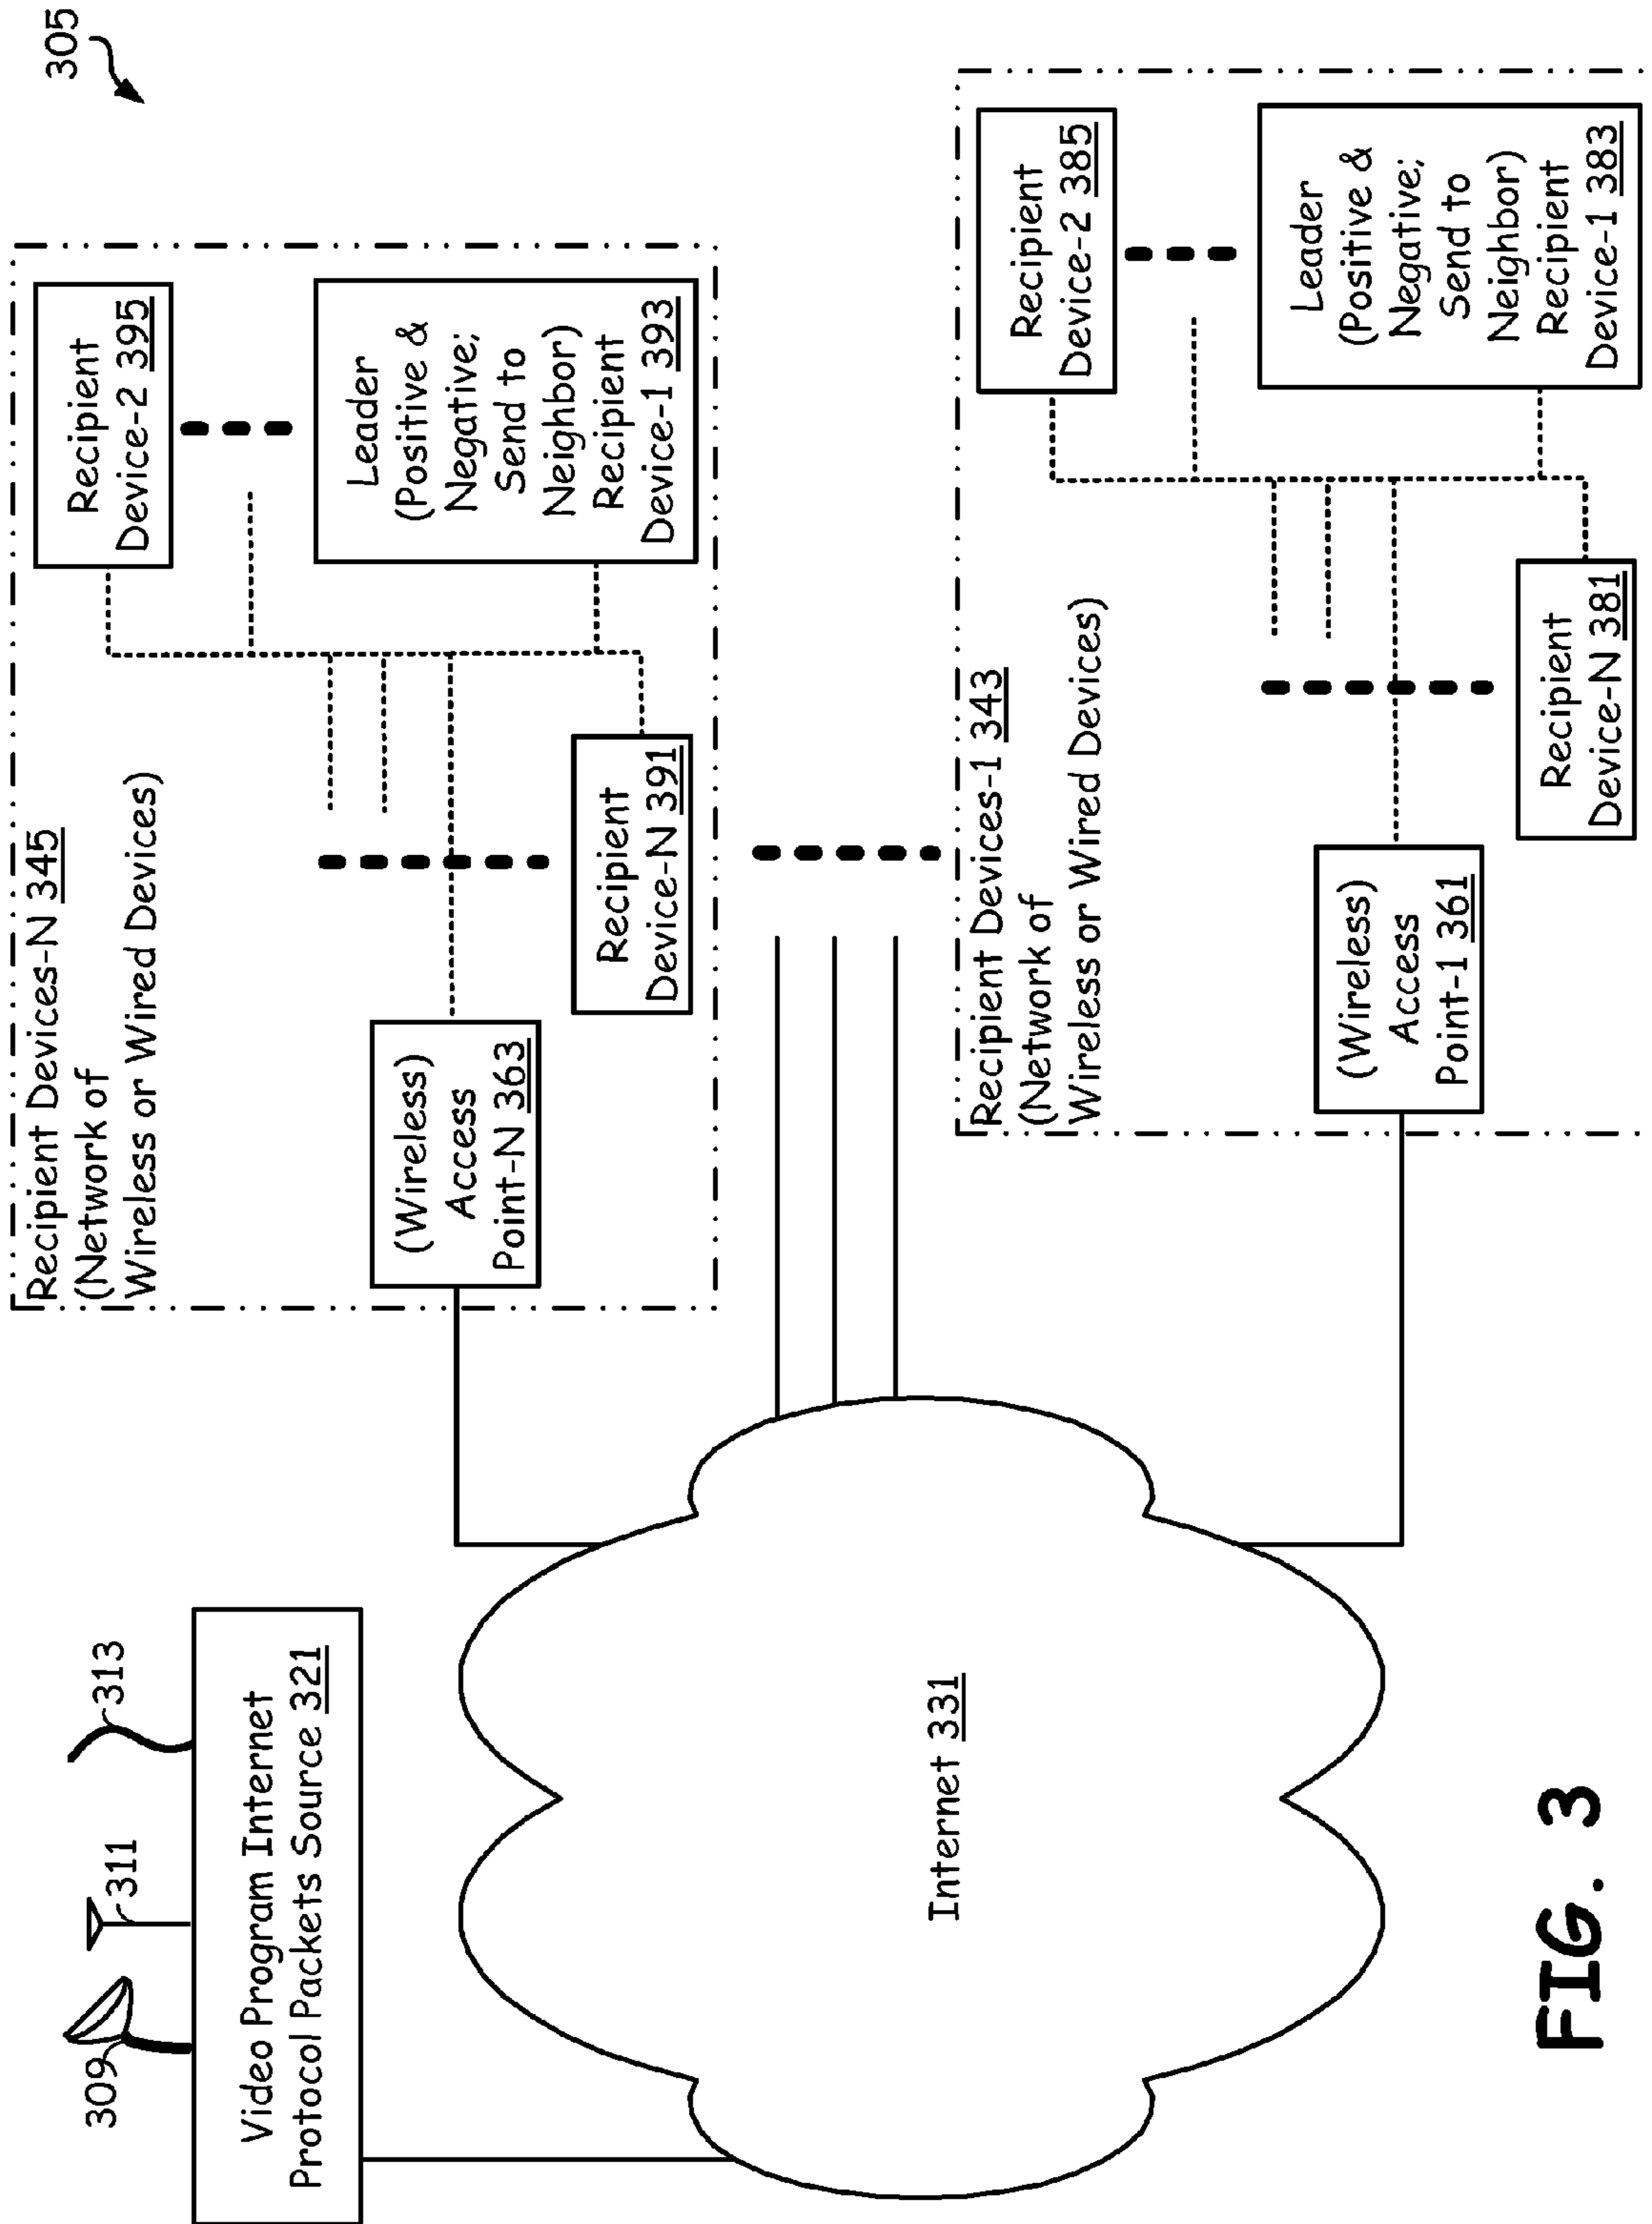 305
309
311
313
Video Program Internet
Protocol Packets Source 321
Internet 331
Recipient Devices-N 345
(Network of
Wireless or Wired Devices)
(Wireless)
Access
Point-N 363
Recipient
Device-N 391
Recipient
Device-2 395
Leader
(Positive &
Negative;
Send to
Neighbor)
Recipient
Device-1 393
Recipient Devices-1 343
(Network of
Wireless or Wired Devices)
(Wireless)
Access
Point-1 361
Recipient
Device-N 381
Recipient
Device-2 385
Leader
(Positive &
Negative;
Send to
Neighbor)
Recipient
Device-1 383
FIG. 3